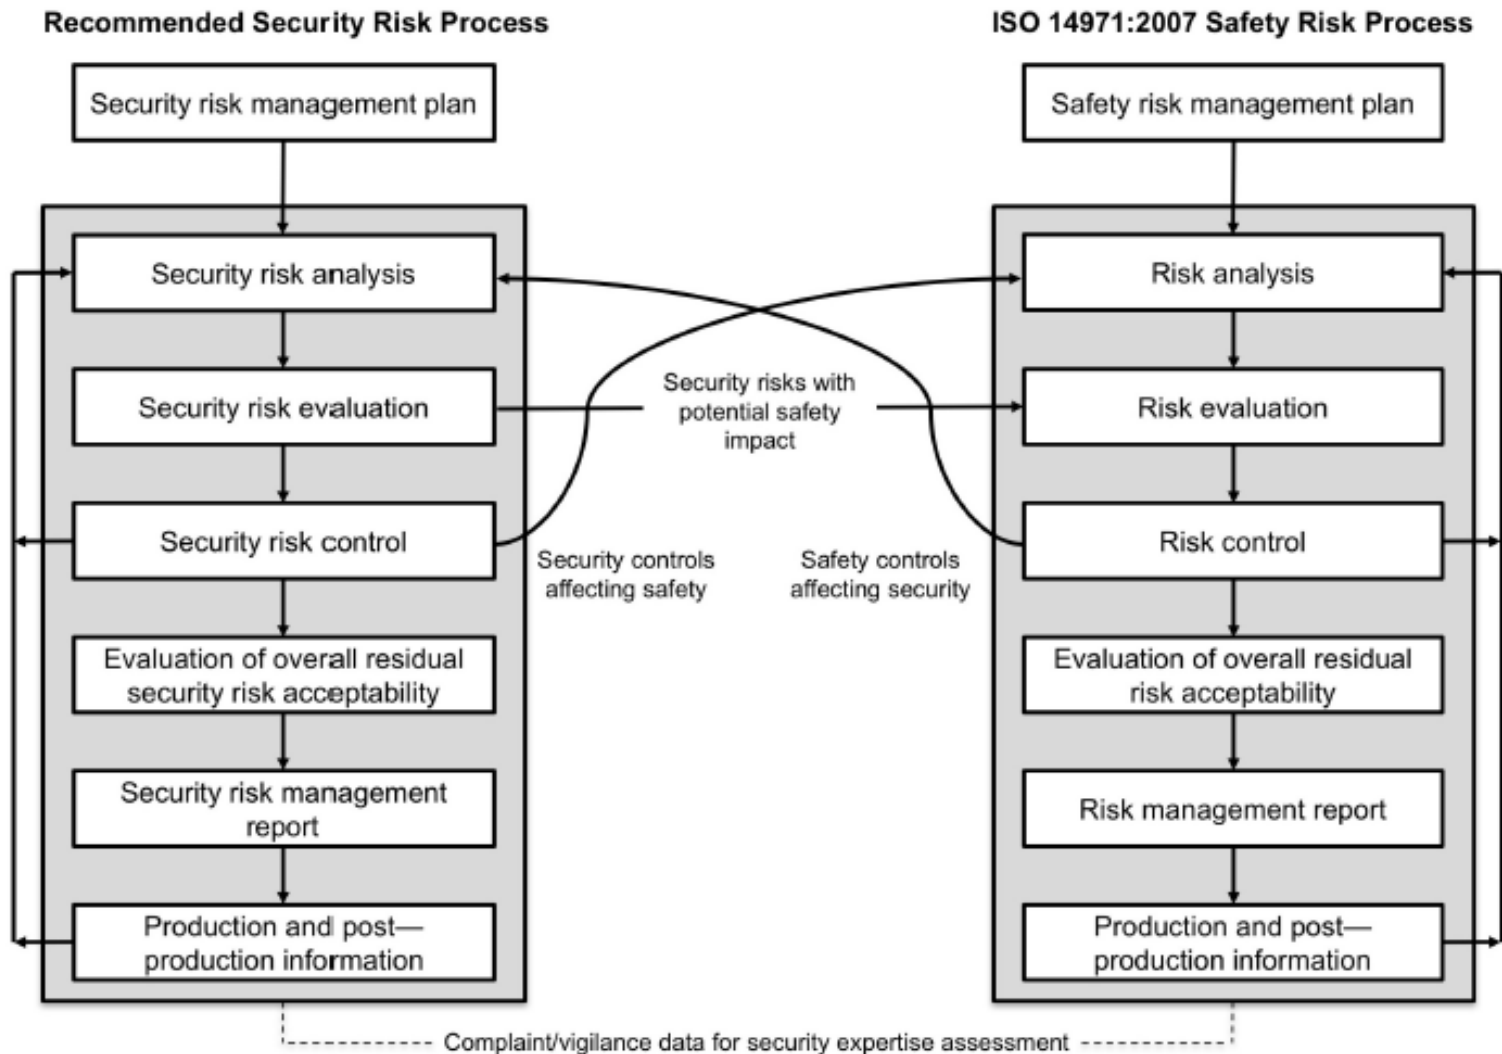 Recommended Security Risk Process
ISO 14971:2007 Safety Risk Process
Security risk management plan
Safety risk management plan
Security risk analysis
Risk analysis
Security risk evaluation
Security risks with
potential safety
impact
Risk evaluation
Security risk control
Security controls
affecting safety
Safety controls
affecting security
Risk control
Evaluation of overall residual
security risk acceptability
Evaluation of overall residual
risk acceptability
Security risk management
report
Risk management report
Production and post—
production information
Production and post—
production information
Complaint/vigilance data for security expertise assessment